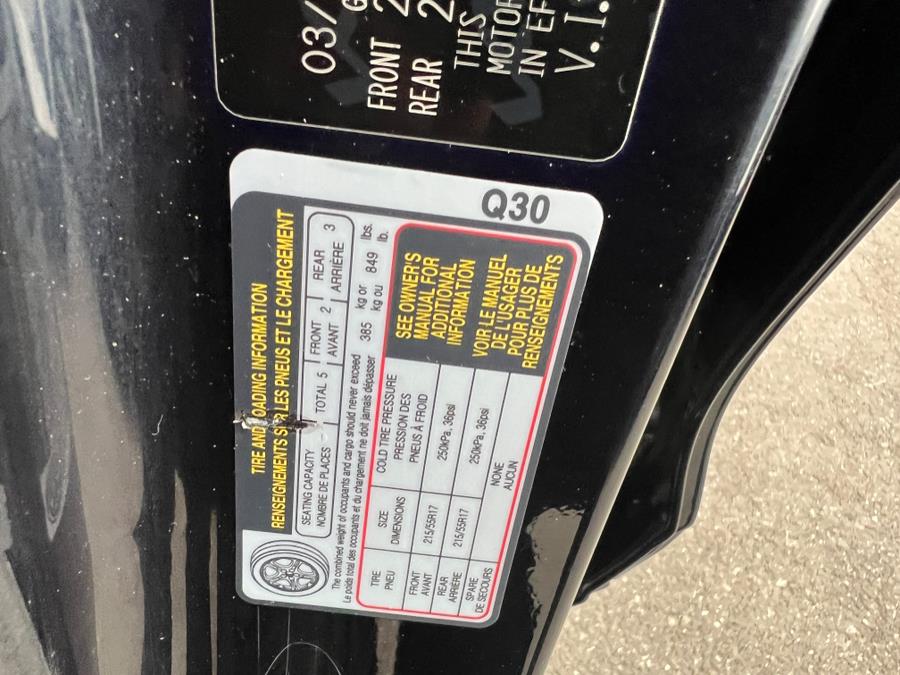 03/
G
FRONT 2
REAR 2
THIS
MOTOR
IN EF
V.I.
TIRE AND LOADING INFORMATION
RENSEIGNEMENTS SUR LES PNEUS ET LE CHARGEMENT
SEATING CAPACITY
NOMBRE DE PLACES
TOTAL 5
FRONT
AVANT
2
REAR
ARRIÈRE
3
The combined weight of occupants and cargo should never exceed 385 kg or 849 lbs.
Le poids total des occupants et du chargement ne doit jamais dépasser kg ou lb.
TIRE SIZE COLD TIRE PRESSURE
PNEU DIMENSIONS PRESSION DES
PNEUS À FROID
FRONT
AVANT
215/55R17 250kPa, 36psi
REAR
ARRIÈRE
215/55R17 250kPa, 36psi
SPARE
DE SECOURS
NONE
AUCUN
SEE OWNER'S
MANUAL FOR
ADDITIONAL
INFORMATION
VOIR LE MANUEL
DE L'USAGER
POUR PLUS DE
RENSEIGNEMENTS
Q30